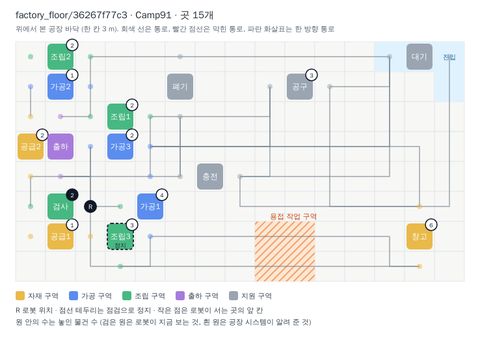 factory_floor/36267f77c3 · Camp91 · 곳 15개
위에서 본 공장 바닥 (한 칸 3 m). 회색 선은 통로, 빨간 점선은 막힌 통로, 파란 화살표는 한 방향 통로
조립2 2 대기 진입
가공2 1 폐기 공구 3
조립1 2
공급2 2 출하 가공3 2
충전
검사 2 R 가공1 4
용접 작업 구역
공급1 1 조립3 3 정지 창고 6
자재 구역 가공 구역 조립 구역 출하 구역 지원 구역
R 로봇 위치 · 점선 테두리는 점검으로 정지 · 작은 점은 로봇이 서는 곳의 앞 칸
원 안의 수는 놓인 물건 수 (검은 원은 로봇이 지금 보는 것, 흰 원은 공장 시스템이 알려 준 것)